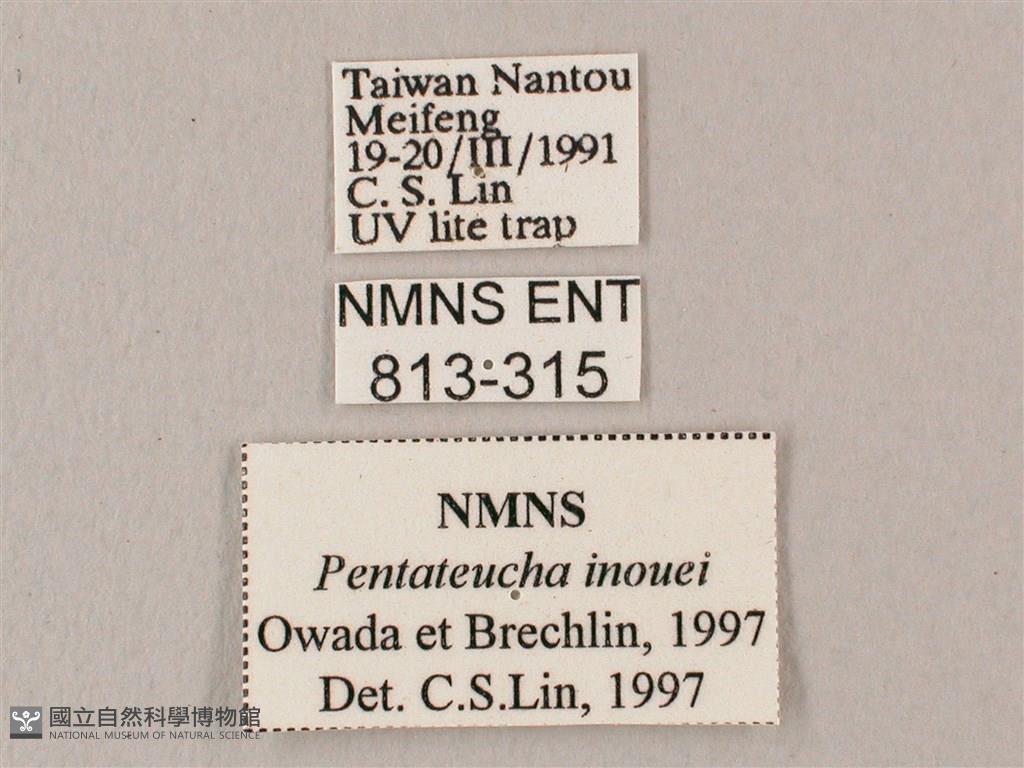 Taiwan Nantou
Meifeng
19-20/III/1991
C. S. Lin
UV lite trap
NMNS ENT
813-315
NMNS
Pentateucha inouei
Owada et Brechlin, 1997
Det. C.S.Lin, 1997
國立自然科學博物館
NATIONAL MUSEUM OF NATURAL SCIENCE